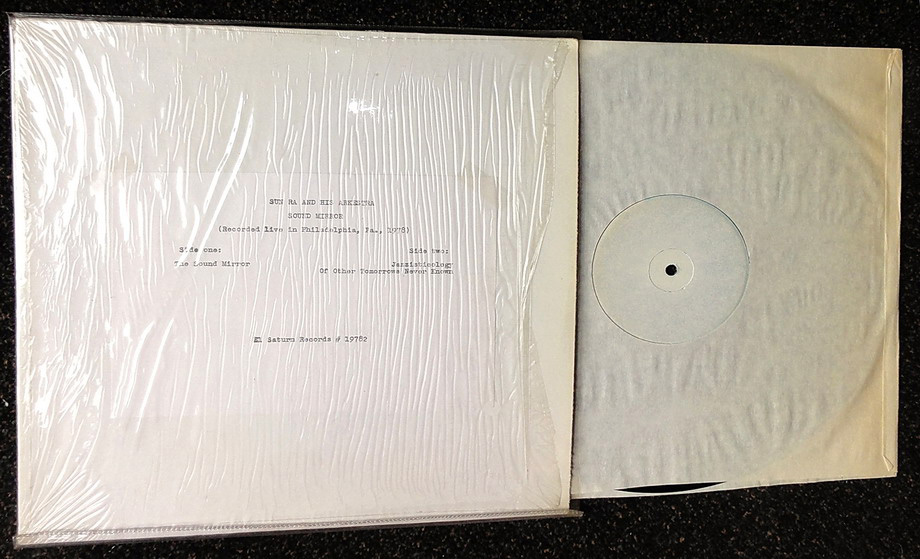 SUN RA AND HIS ARKESTRA
SOUND MIRROR
(Recorded live in Philadelphia, Pa., 1978)
Side one: Side two:
The Sound Mirror Jazzisticology
Of Other Tomorrows Never Known
El Saturn Records # 19782